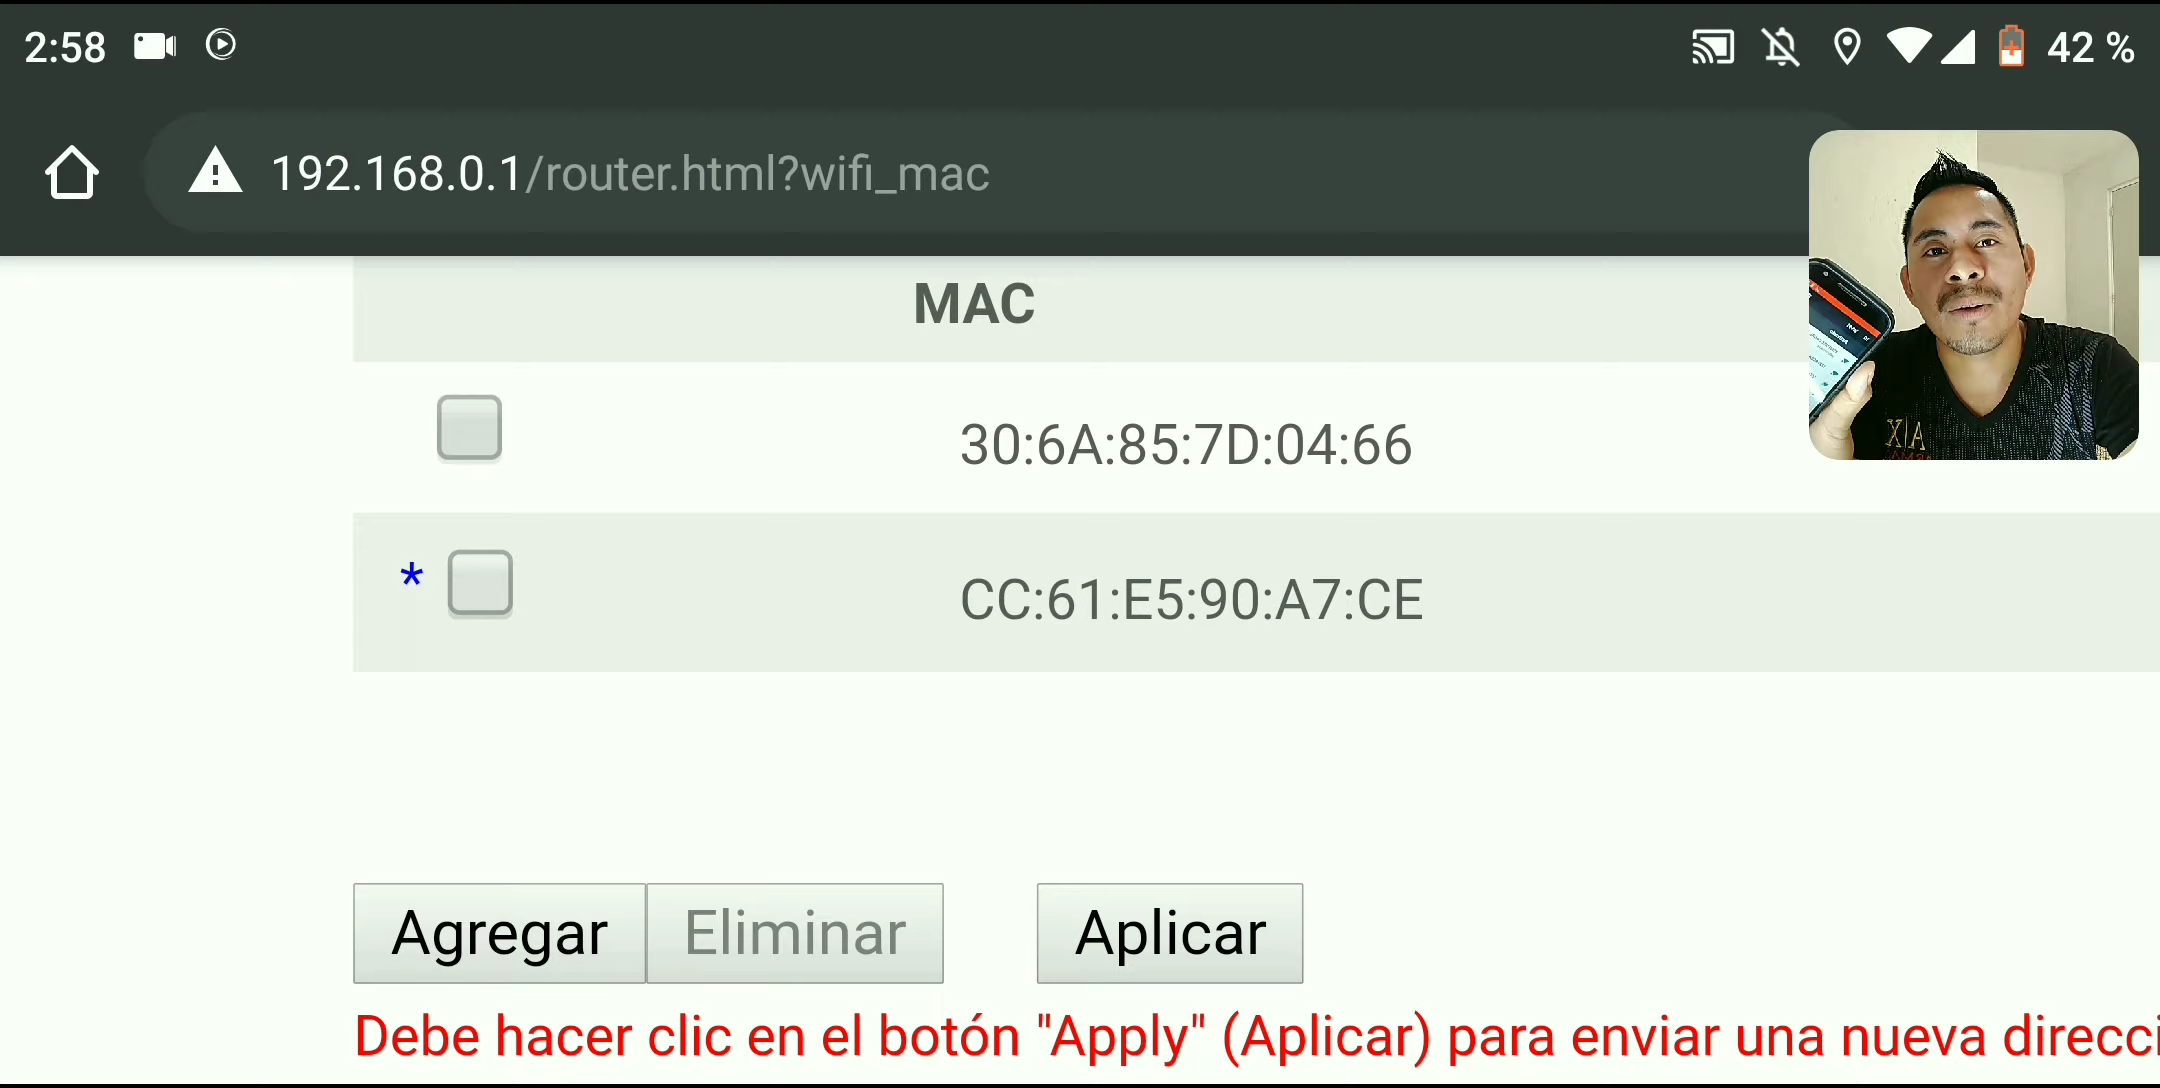 2:58
42 %
192.168.0.1/router.html?wifi_mac
MAC
30:6A:85:7D:04:66
* CC:61:E5:90:A7:CE
Agregar Eliminar Aplicar
Debe hacer clic en el botón "Apply" (Aplicar) para enviar una nueva direcci
X|A